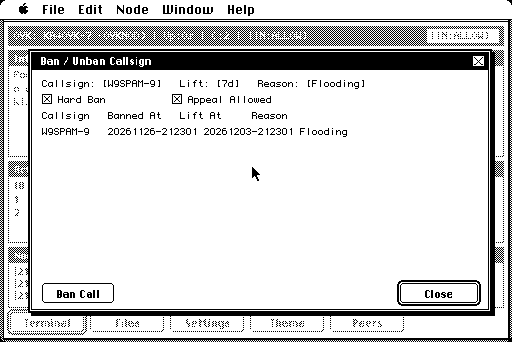 File Edit Node Window Help
[IN:ALLOW]
Ban / Unban Callsign
Callsign: [W9SPAM-9] Lift: [7d] Reason: [Flooding]
Hard Ban Appeal Allowed
Callsign Banned At Lift At Reason
W9SPAM-9 20261126-212301 20261203-212301 Flooding
Ban Call Close
Terminal Files Settings Theme Peers